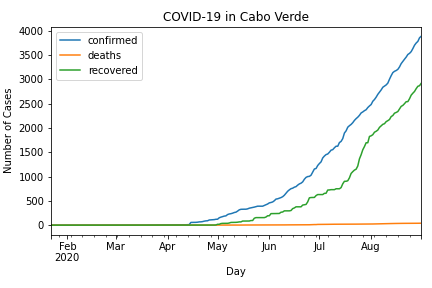 COVID-19 in Cabo Verde
confirmed
deaths
recovered
Number of Cases
4000
3500
3000
2500
2000
1500
1000
500
0
Feb Mar Apr May Jun Jul Aug
2020
Day